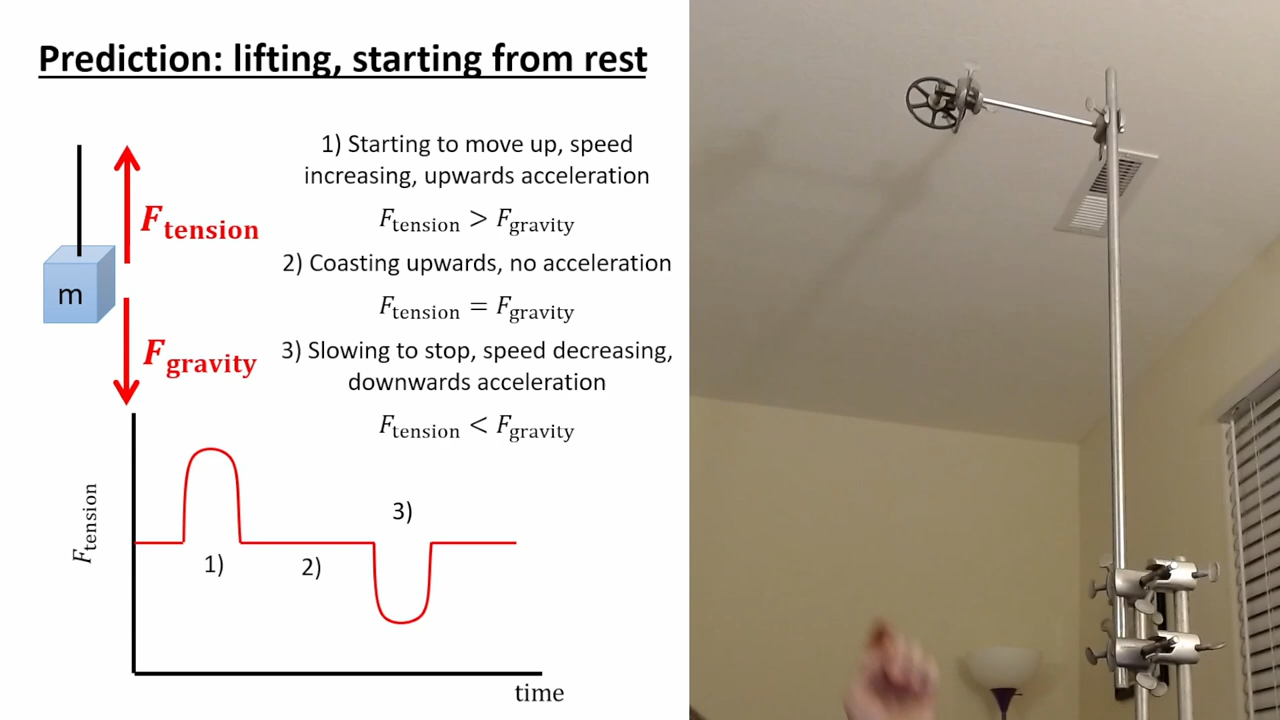 Prediction: lifting, starting from rest
1) Starting to move up, speed
increasing, upwards acceleration
F_tension > F_gravity
2) Coasting upwards, no acceleration
F_tension = F_gravity
3) Slowing to stop, speed decreasing,
downwards acceleration
F_tension < F_gravity
F_tension
m
F_gravity
F_tension
1)
2)
3)
time